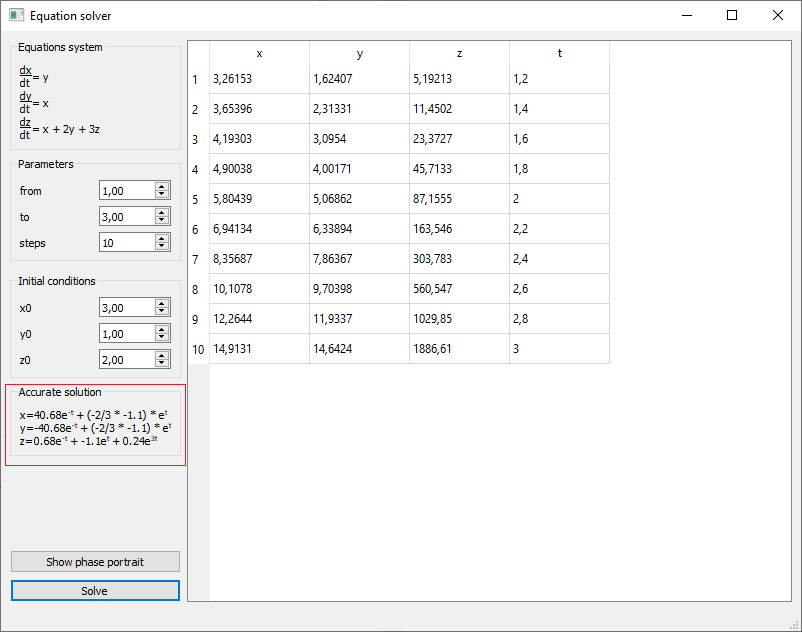 Equation solver
Equations system
dx
dt = y
dy
dt = x
dz
dt = x + 2y + 3z
Parameters
from 1,00
to 3,00
steps 10
Initial conditions
x0 3,00
y0 1,00
z0 2,00
Accurate solution
x=40.68e⁻ᵗ + (-2/3 * -1.1) * eᵗ
y=-40.68e⁻ᵗ + (-2/3 * -1.1) * eᵗ
z=0.68e⁻ᵗ + -1.1eᵗ + 0.24e³ᵗ
Show phase portrait
Solve
x y z t
1 3,26153 1,62407 5,19213 1,2
2 3,65396 2,31331 11,4502 1,4
3 4,19303 3,0954 23,3727 1,6
4 4,90038 4,00171 45,7133 1,8
5 5,80439 5,06862 87,1555 2
6 6,94134 6,33894 163,546 2,2
7 8,35687 7,86367 303,783 2,4
8 10,1078 9,70398 560,547 2,6
9 12,2644 11,9337 1029,85 2,8
10 14,9131 14,6424 1886,61 3